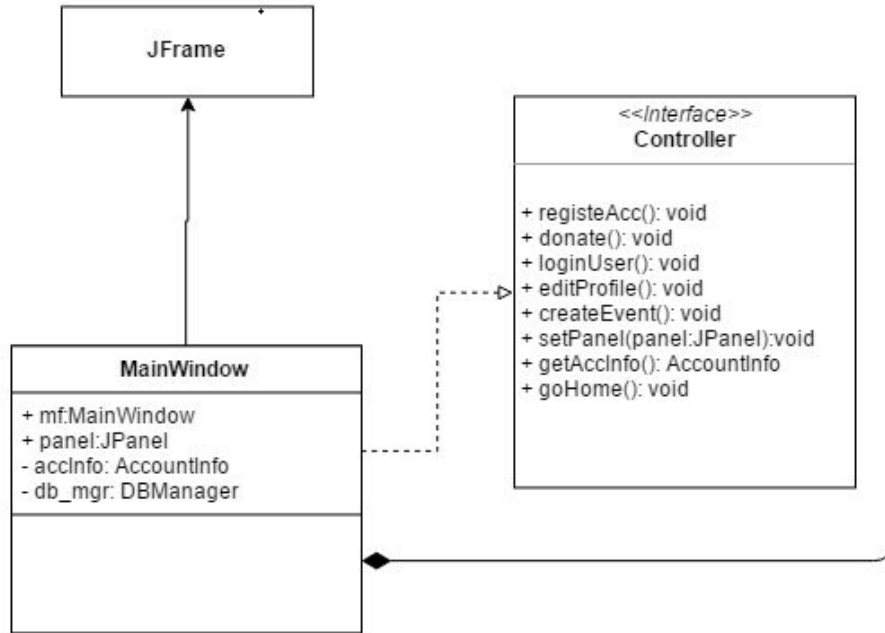 JFrame
<<Interface>>
Controller
+ registeAcc(): void
+ donate(): void
+ loginUser(): void
+ editProfile(): void
+ createEvent(): void
+ setPanel(panel:JPanel):void
+ getAccInfo(): AccountInfo
+ goHome(): void
MainWindow
+ mf:MainWindow
+ panel:JPanel
- accInfo: AccountInfo
- db_mgr: DBManager